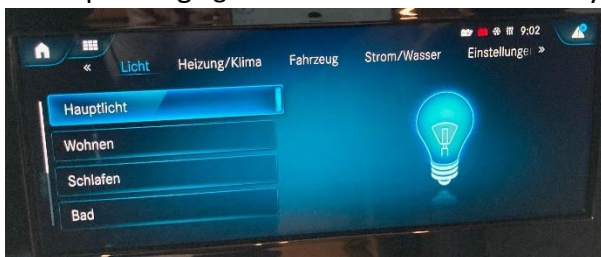 9:02
« Licht Heizung/Klima Fahrzeug Strom/Wasser Einstellungen »
Hauptlicht
Wohnen
Schlafen
Bad